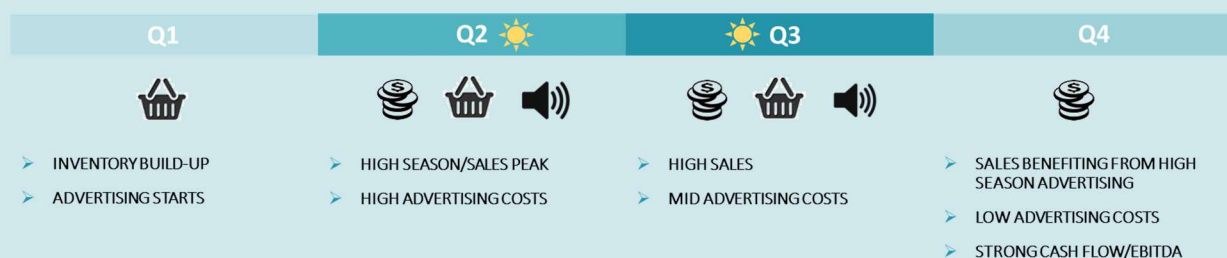 Q1
Q2
Q3
Q4
INVENTORY BUILD-UP
ADVERTISING STARTS
HIGH SEASON/SALES PEAK
HIGH ADVERTISING COSTS
HIGH SALES
MID ADVERTISING COSTS
SALES BENEFITING FROM HIGH
SEASON ADVERTISING
LOW ADVERTISING COSTS
STRONG CASH FLOW/EBITDA